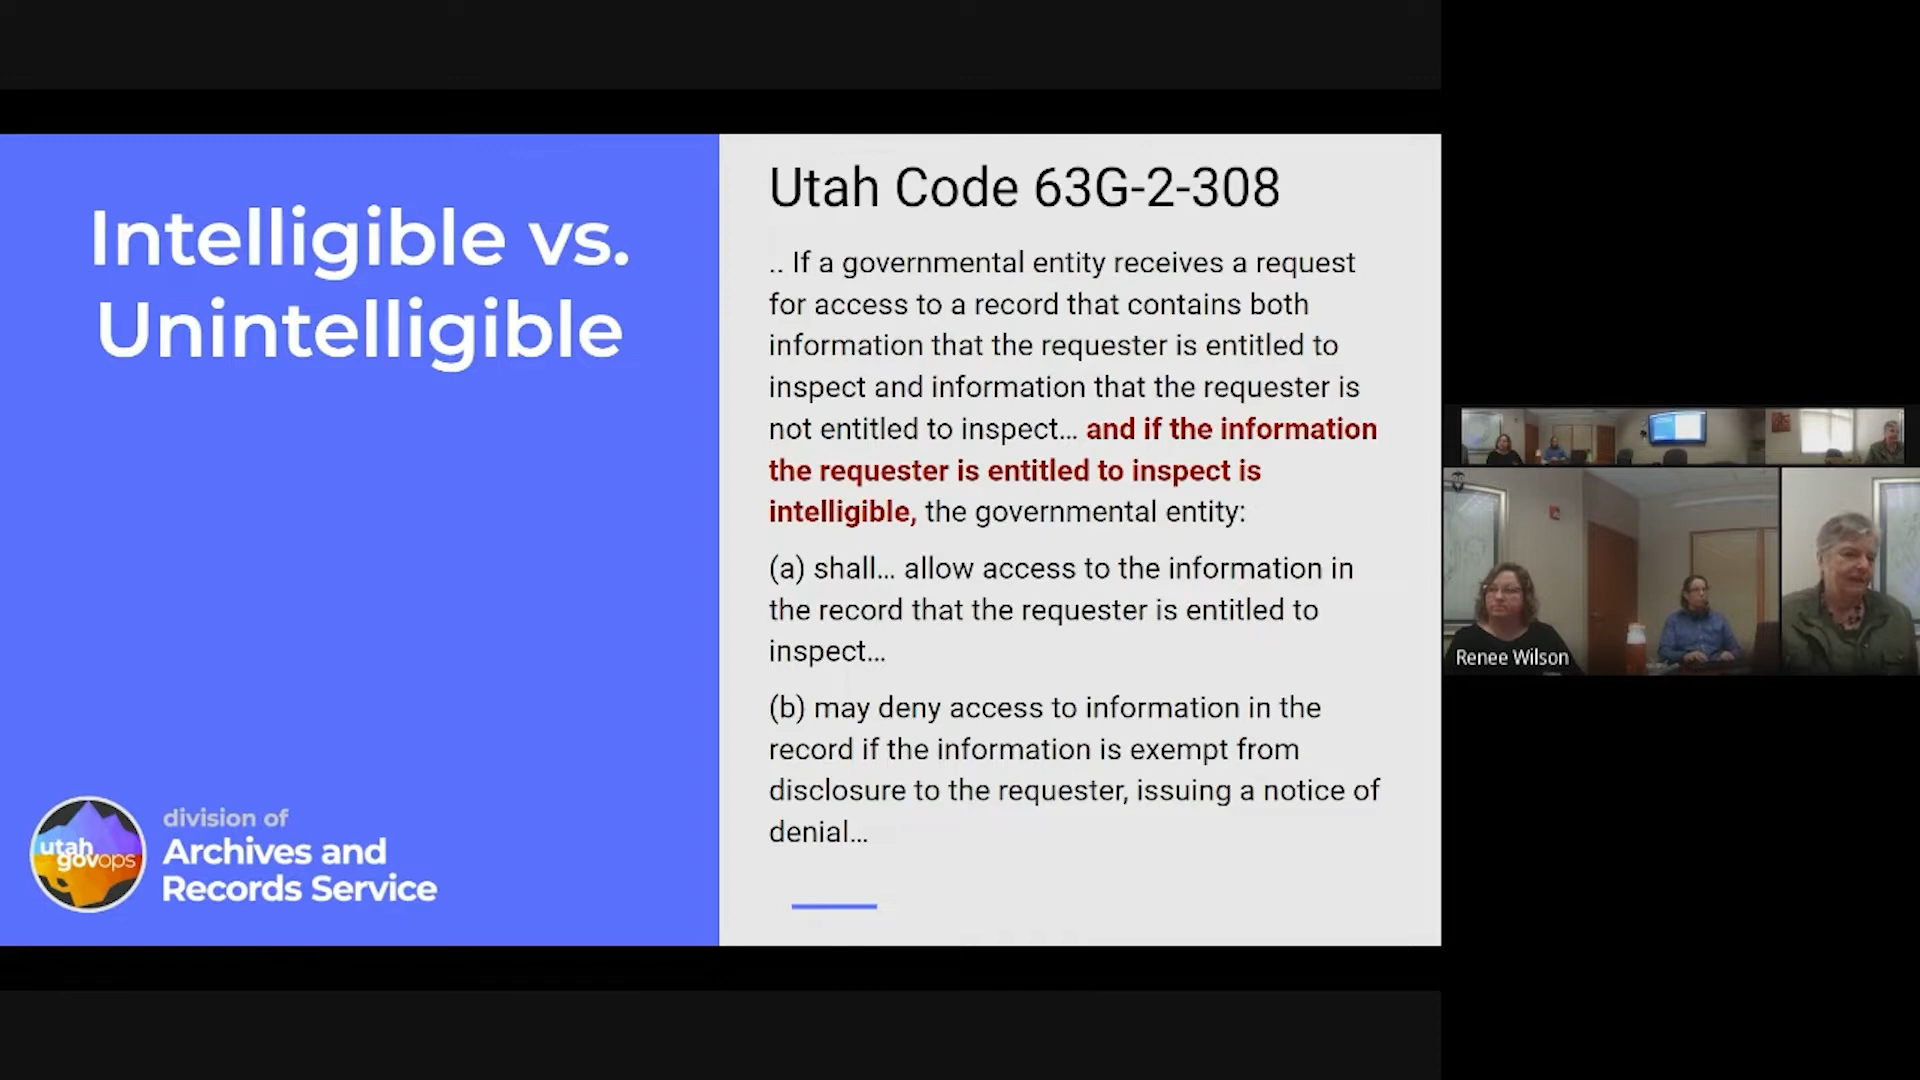 Intelligible vs.
Unintelligible
utah
govops
division of
Archives and
Records Service
Utah Code 63G-2-308
.. If a governmental entity receives a request
for access to a record that contains both
information that the requester is entitled to
inspect and information that the requester is
not entitled to inspect… and if the information
the requester is entitled to inspect is
intelligible, the governmental entity:
(a) shall… allow access to the information in
the record that the requester is entitled to
inspect…
(b) may deny access to information in the
record if the information is exempt from
disclosure to the requester, issuing a notice of
denial…
Renee Wilson